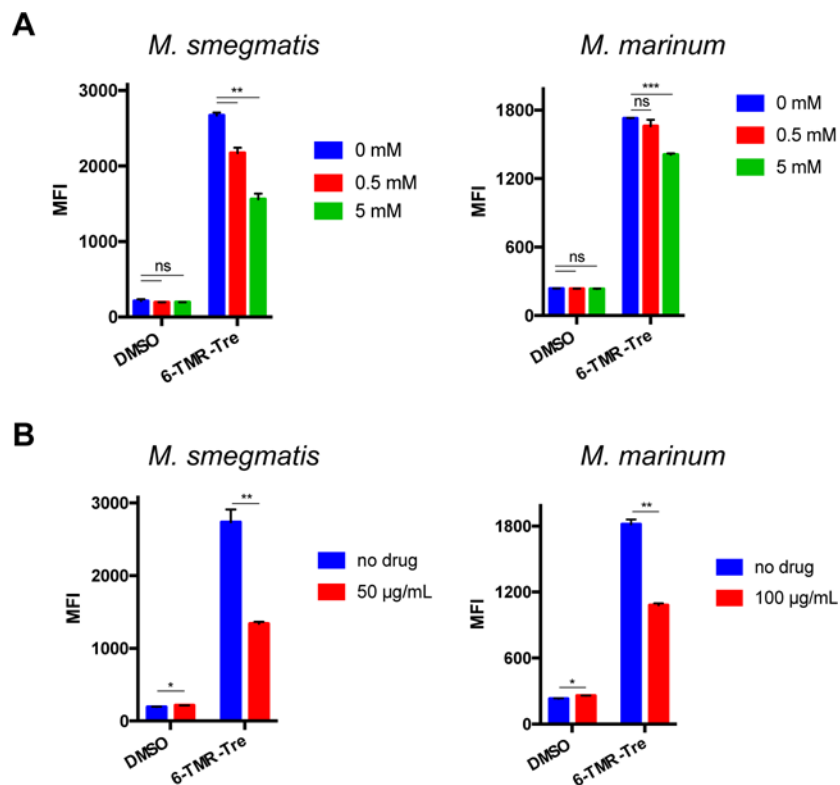 A
M. smegmatis
MFI
3000
2000
1000
0
ns
**
DMSO
6-TMR-Tre
0 mM
0.5 mM
5 mM
M. marinum
MFI
1800
1200
600
0
ns
ns
***
DMSO
6-TMR-Tre
0 mM
0.5 mM
5 mM
B
M. smegmatis
MFI
3000
2000
1000
0
*
**
DMSO
6-TMR-Tre
no drug
50 µg/mL
M. marinum
MFI
1800
1200
600
0
*
**
DMSO
6-TMR-Tre
no drug
100 µg/mL